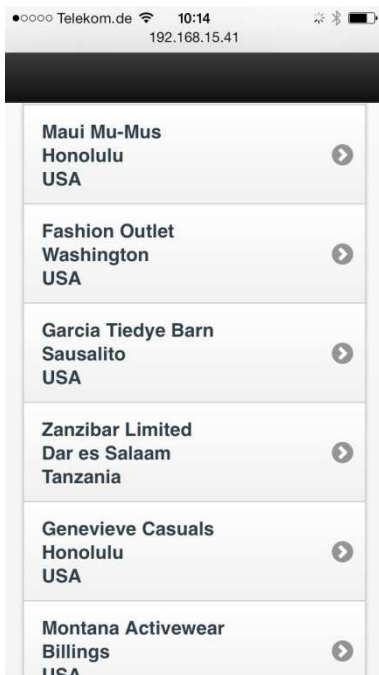 Telekom.de 10:14
192.168.15.41
Maui Mu-Mus
Honolulu
USA
Fashion Outlet
Washington
USA
Garcia Tiedye Barn
Sausalito
USA
Zanzibar Limited
Dar es Salaam
Tanzania
Genevieve Casuals
Honolulu
USA
Montana Activewear
Billings
USA